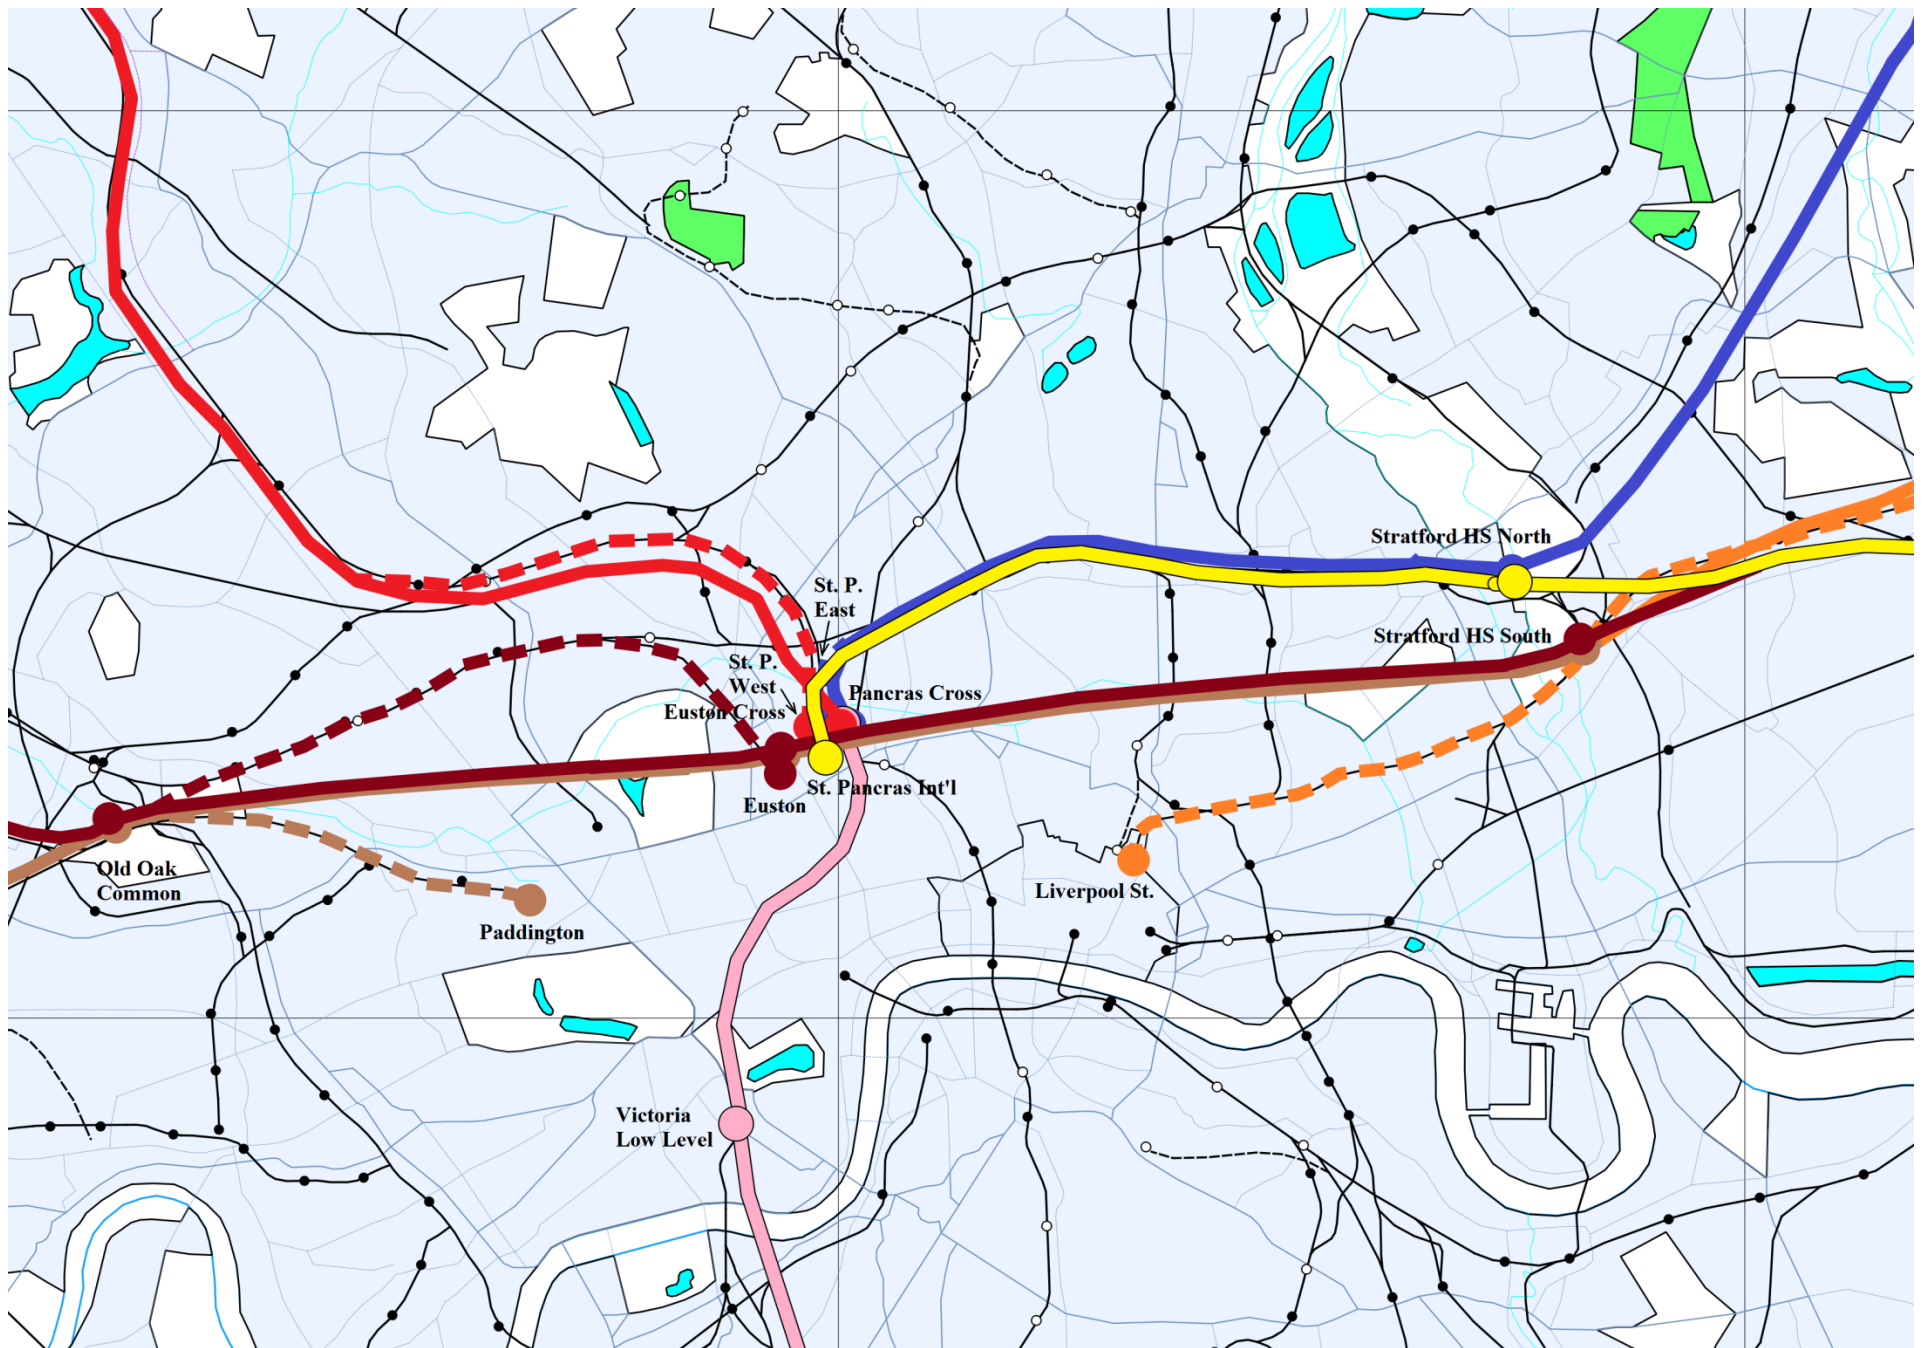 Stratford HS North
St. P.
East
Stratford HS South
St. P.
West
Pancras Cross
Euston Cross
St. Pancras Int'l
Euston
Old Oak
Common
Liverpool St.
Paddington
Victoria
Low Level